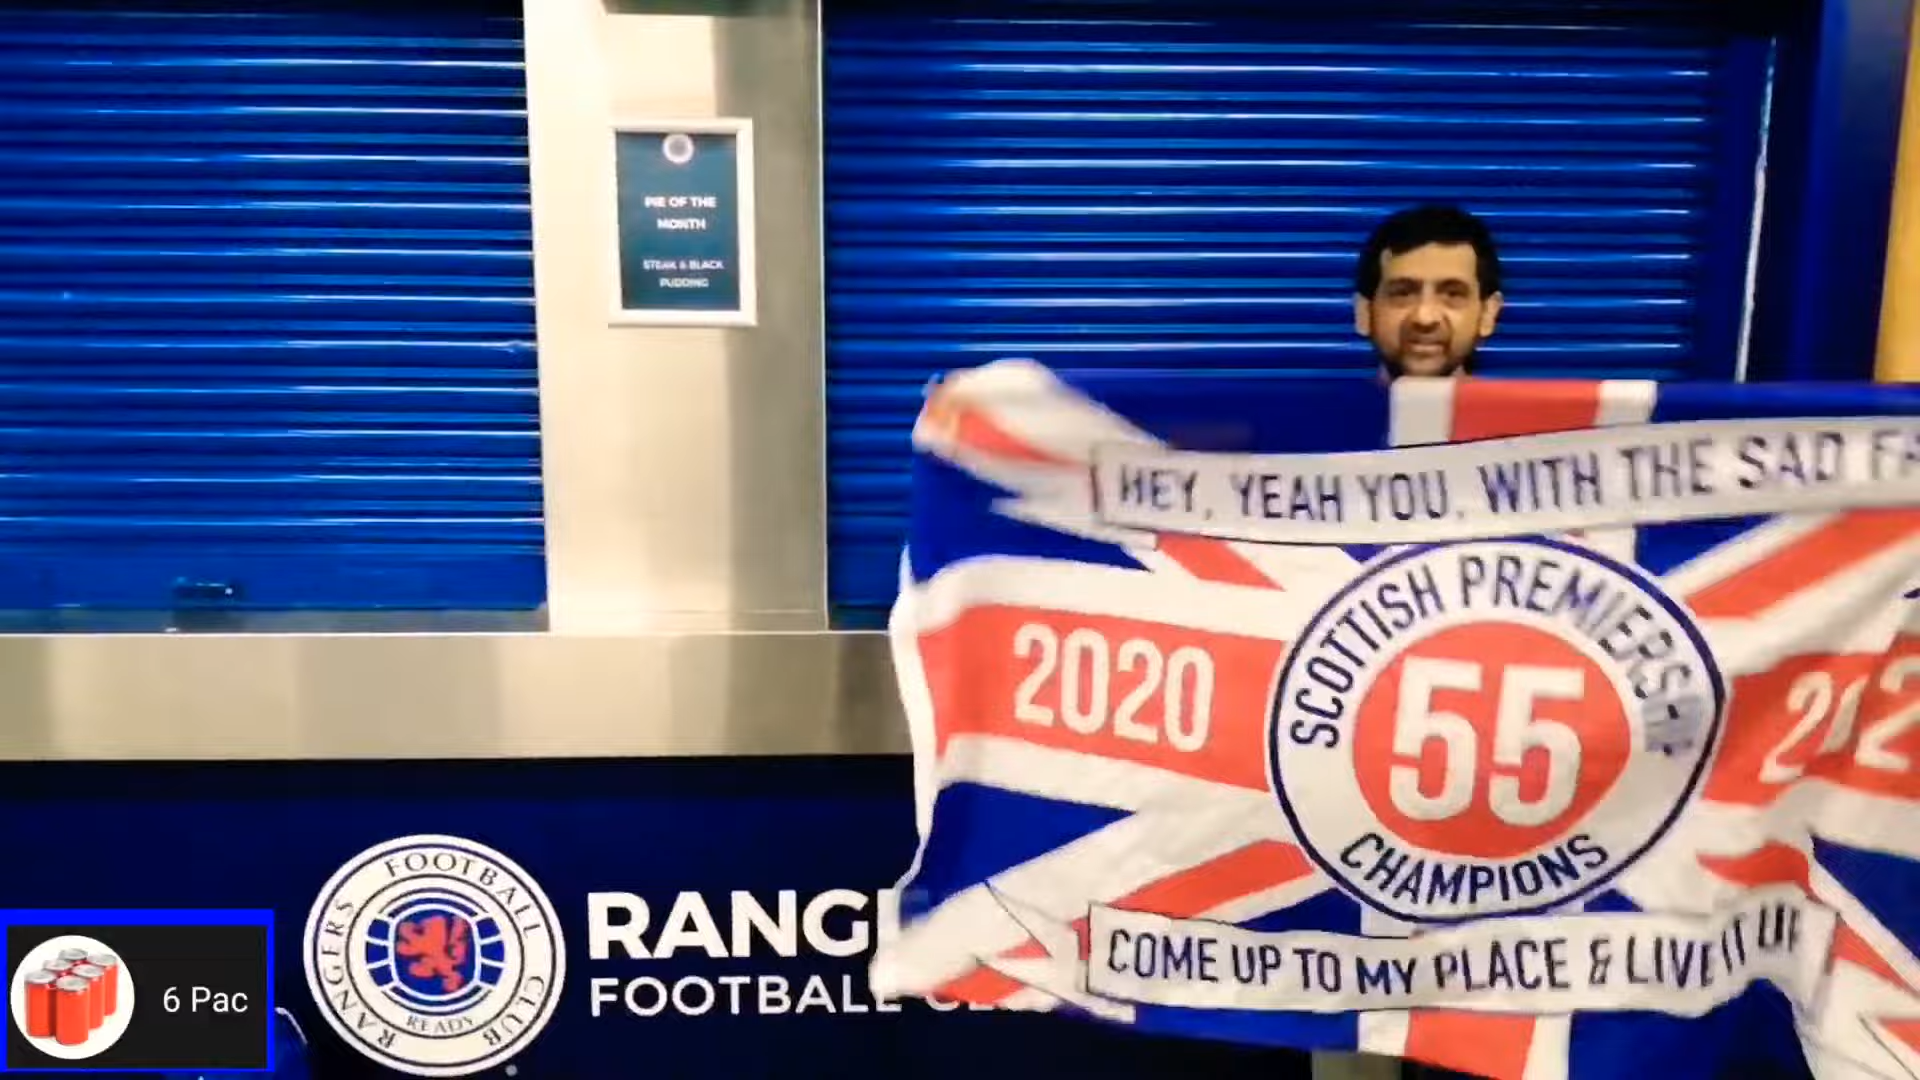 PIE OF THE
MONTH
STEAK & BLACK
PUDDING
HEY, YEAH YOU. WITH THE SAD FA
2020
SCOTTISH PREMIERSHIP
55
CHAMPIONS
COME UP TO MY PLACE & LIVE IT UP
RANGERS FOOTBALL CLUB
READY
RANG
FOOTBALL
6 Pac